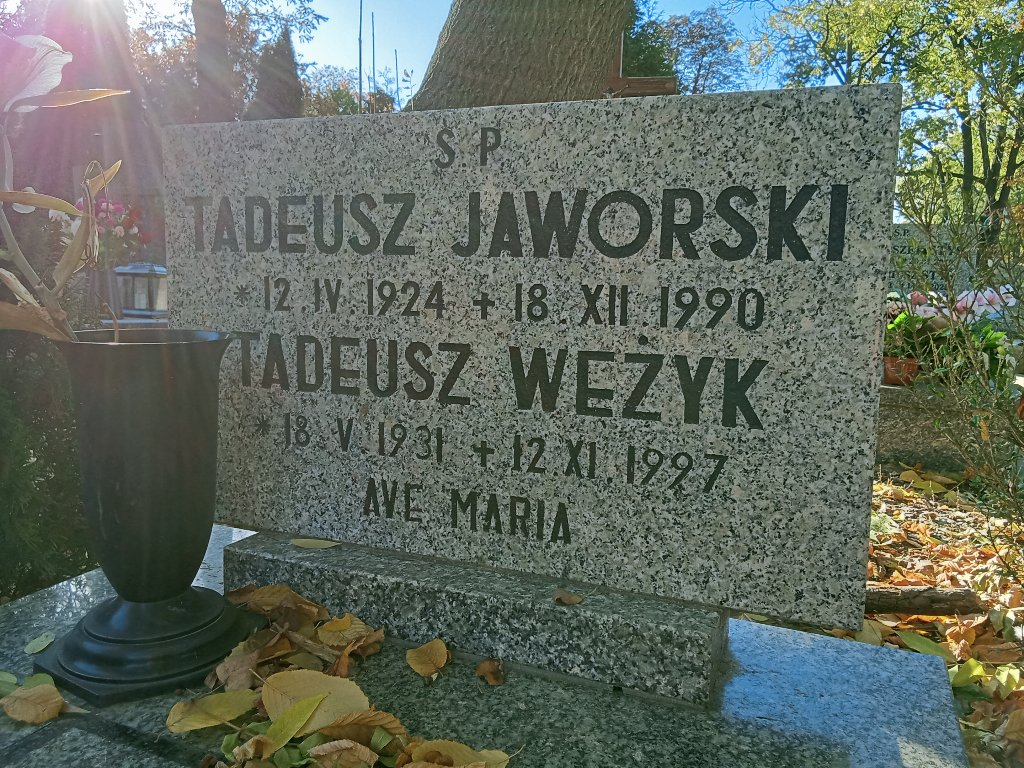 Ś P
TADEUSZ JAWORSKI
* 12. IV. 1924 + 18. XII. 1990
TADEUSZ WEŻYK
* 18. V. 1931 + 12. XI. 1997
AVE MARIA
Ś.P.